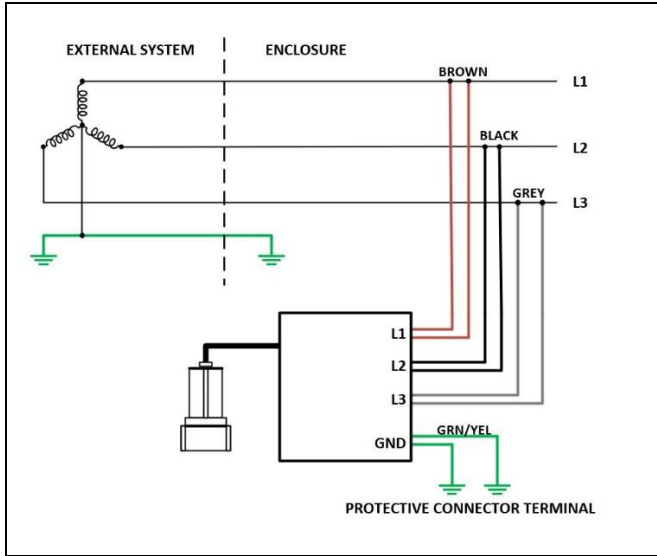 EXTERNAL SYSTEM
ENCLOSURE
BROWN
L1
BLACK
L2
GREY
L3
L1
L2
L3
GRN/YEL
GND
PROTECTIVE CONNECTOR TERMINAL